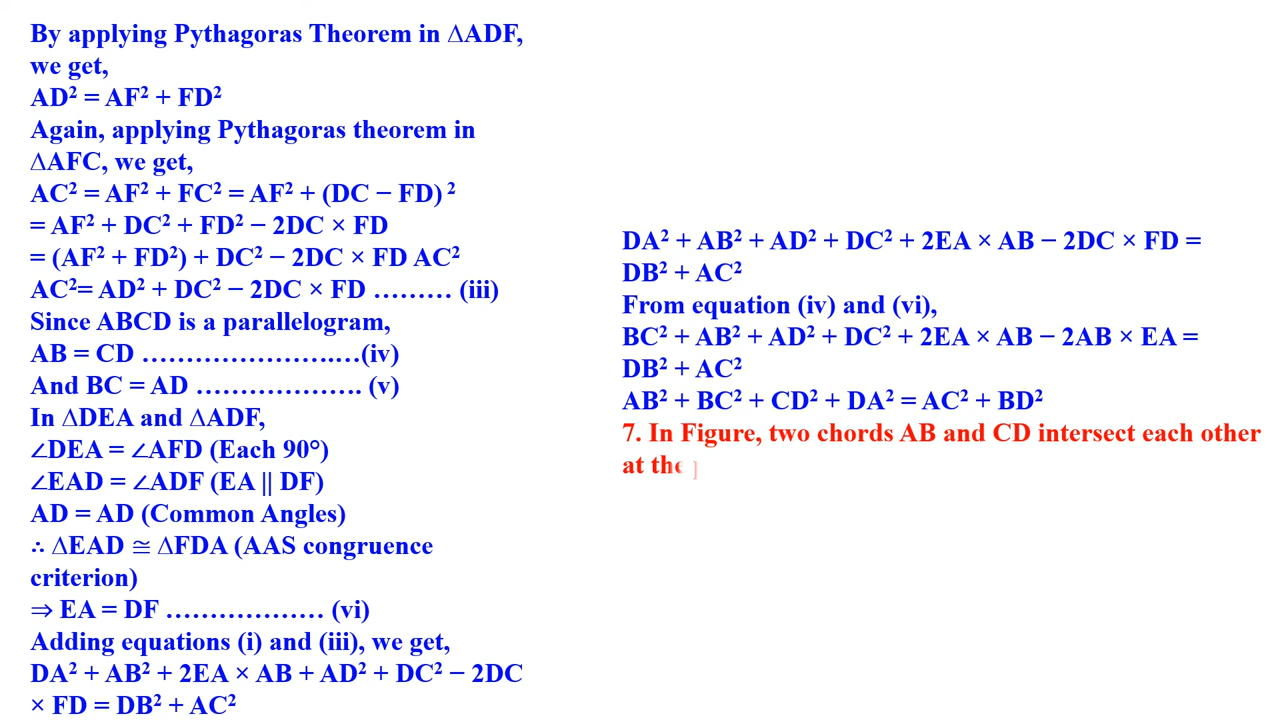 By applying Pythagoras Theorem in ∆ADF,
we get,
AD² = AF² + FD²
Again, applying Pythagoras theorem in
∆AFC, we get,
AC² = AF² + FC² = AF² + (DC − FD) ²
= AF² + DC² + FD² − 2DC × FD
= (AF² + FD²) + DC² − 2DC × FD AC²
AC²= AD² + DC² − 2DC × FD ……… (iii)
Since ABCD is a parallelogram,
AB = CD ………………….…(iv)
And BC = AD ………………. (v)
In ∆DEA and ∆ADF,
∠DEA = ∠AFD (Each 90°)
∠EAD = ∠ADF (EA || DF)
AD = AD (Common Angles)
∴ ∆EAD ≅ ∆FDA (AAS congruence
criterion)
⇒ EA = DF ……………… (vi)
Adding equations (i) and (iii), we get,
DA² + AB² + 2EA × AB + AD² + DC² − 2DC
× FD = DB² + AC²
DA² + AB² + AD² + DC² + 2EA × AB − 2DC × FD =
DB² + AC²
From equation (iv) and (vi),
BC² + AB² + AD² + DC² + 2EA × AB − 2AB × EA =
DB² + AC²
AB² + BC² + CD² + DA² = AC² + BD²
7. In Figure, two chords AB and CD intersect each other
at the